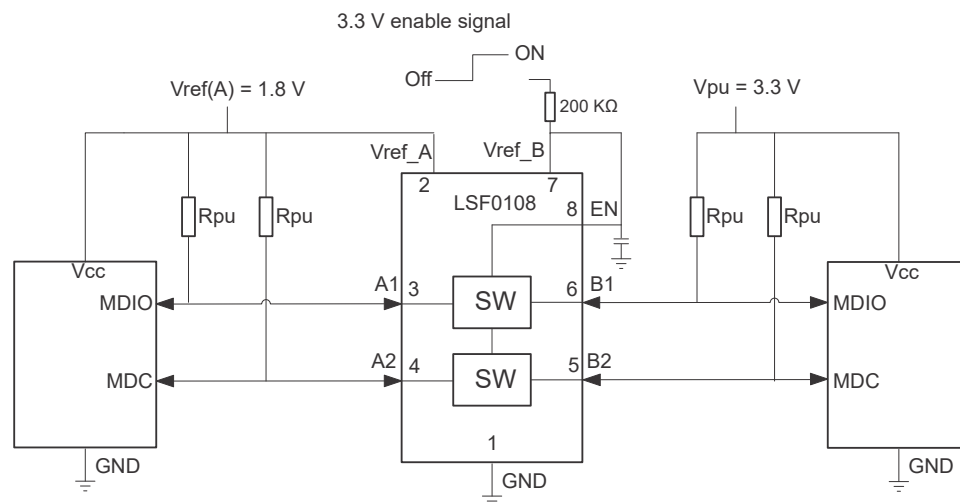 3.3 V enable signal
ON
Off
Vref(A) = 1.8 V
Vpu = 3.3 V
200 KΩ
Vref_A
Vref_B
2
7
LSF0108
8
EN
Rpu
Rpu
Rpu
Rpu
Vcc
Vcc
MDIO
A1
3
SW
6
B1
MDIO
MDC
A2
4
SW
5
B2
MDC
1
GND
GND
GND